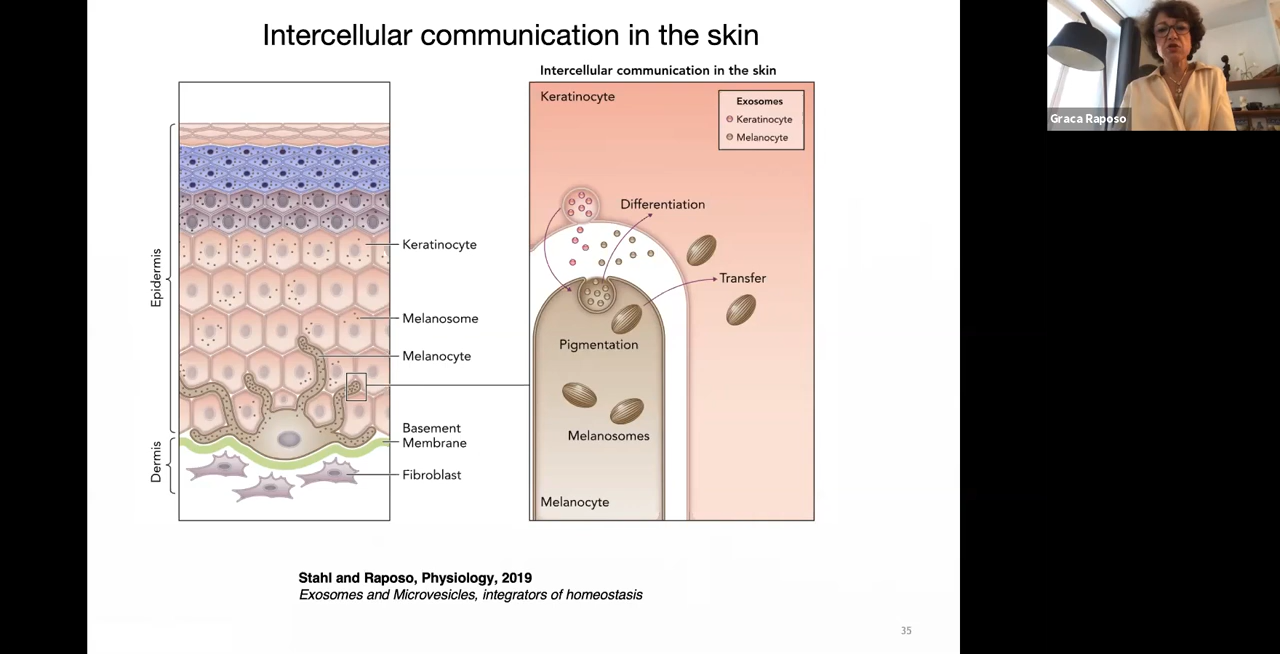 Intercellular communication in the skin
Epidermis
Dermis
Keratinocyte
Melanosome
Melanocyte
Basement
Membrane
Fibroblast
Intercellular communication in the skin
Keratinocyte
Exosomes
Keratinocyte
Melanocyte
Differentiation
Transfer
Pigmentation
Melanosomes
Melanocyte
Stahl and Raposo, Physiology, 2019
Exosomes and Microvesicles, integrators of homeostasis
35
Graca Raposo